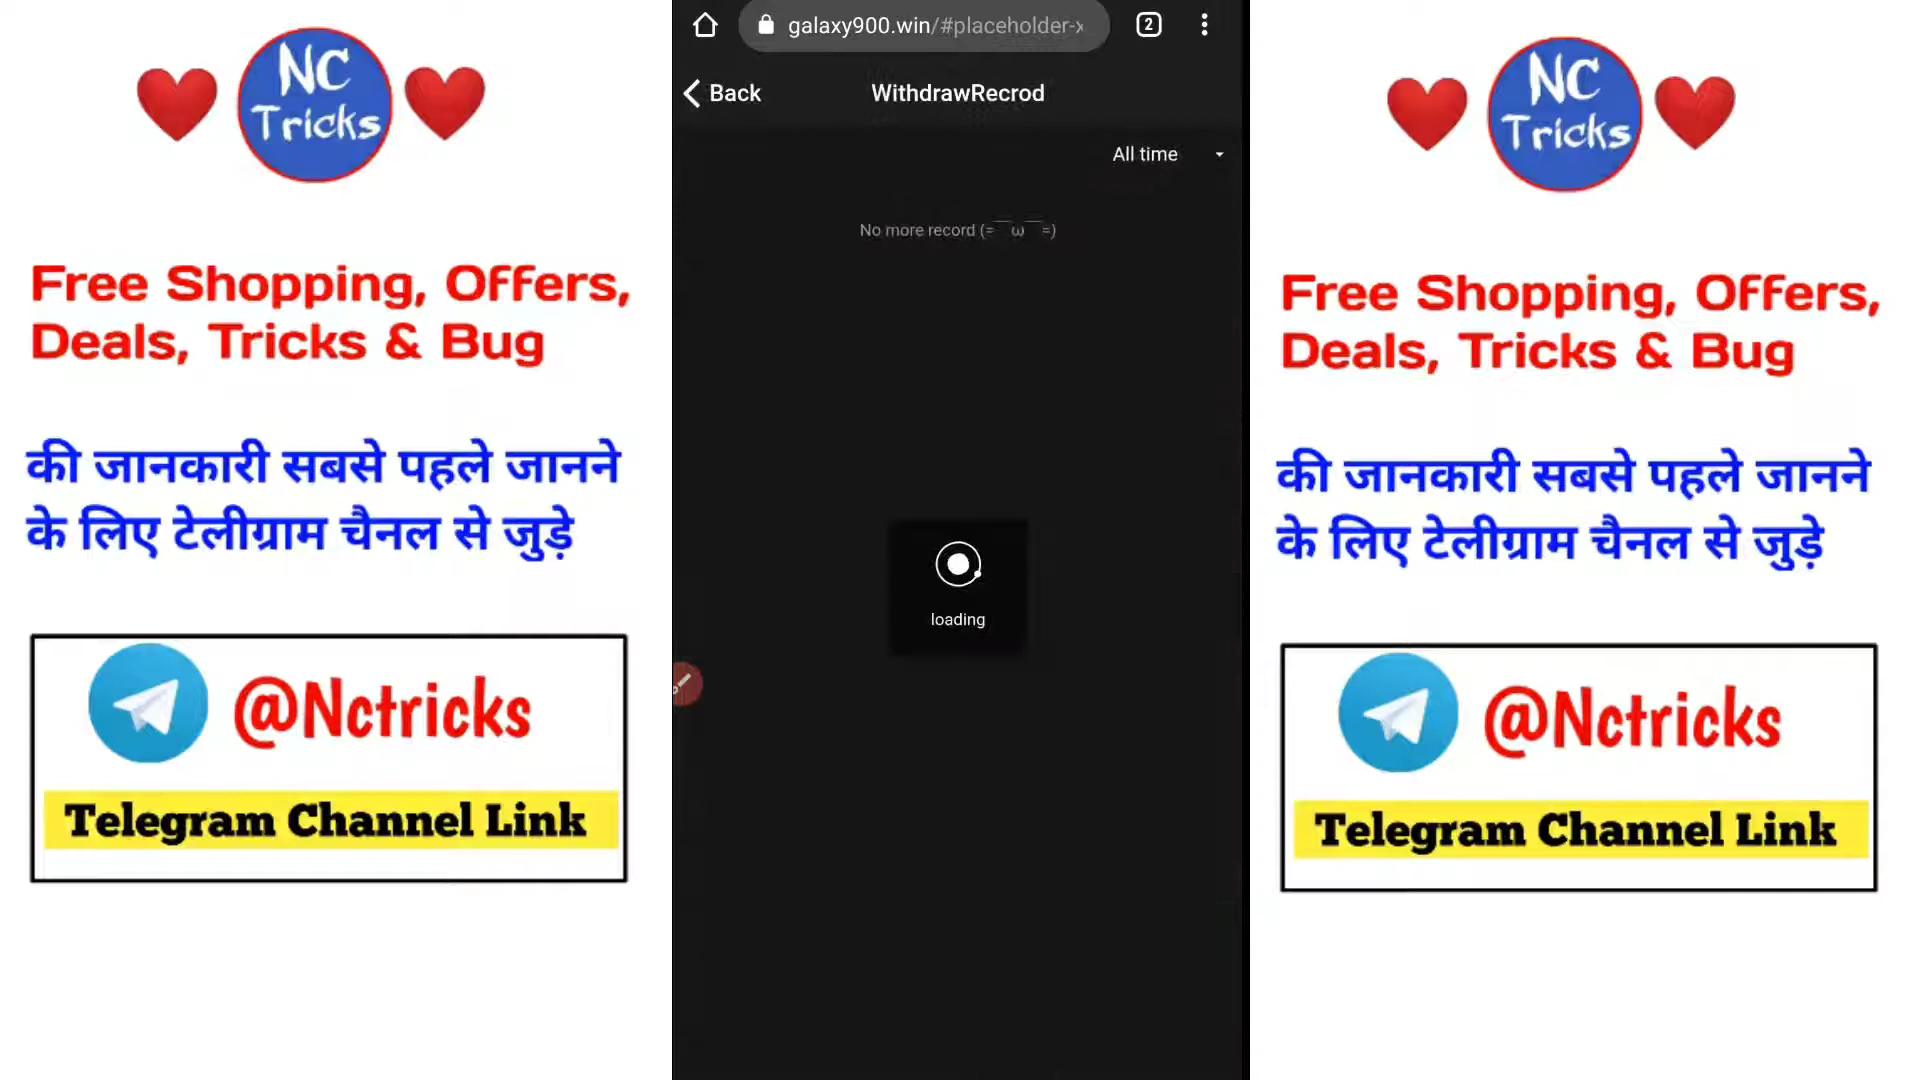 NC
Tricks
Free Shopping, Offers,
Deals, Tricks & Bug
की जानकारी सबसे पहले जानने
के लिए टेलीग्राम चैनल से जुड़े
@Nctricks
Telegram Channel Link
galaxy900.win/#placeholder-x
2
Back
WithdrawRecrod
All time
No more record (=￣ω￣=)
loading
NC
Tricks
Free Shopping, Offers,
Deals, Tricks & Bug
की जानकारी सबसे पहले जानने
के लिए टेलीग्राम चैनल से जुड़े
@Nctricks
Telegram Channel Link